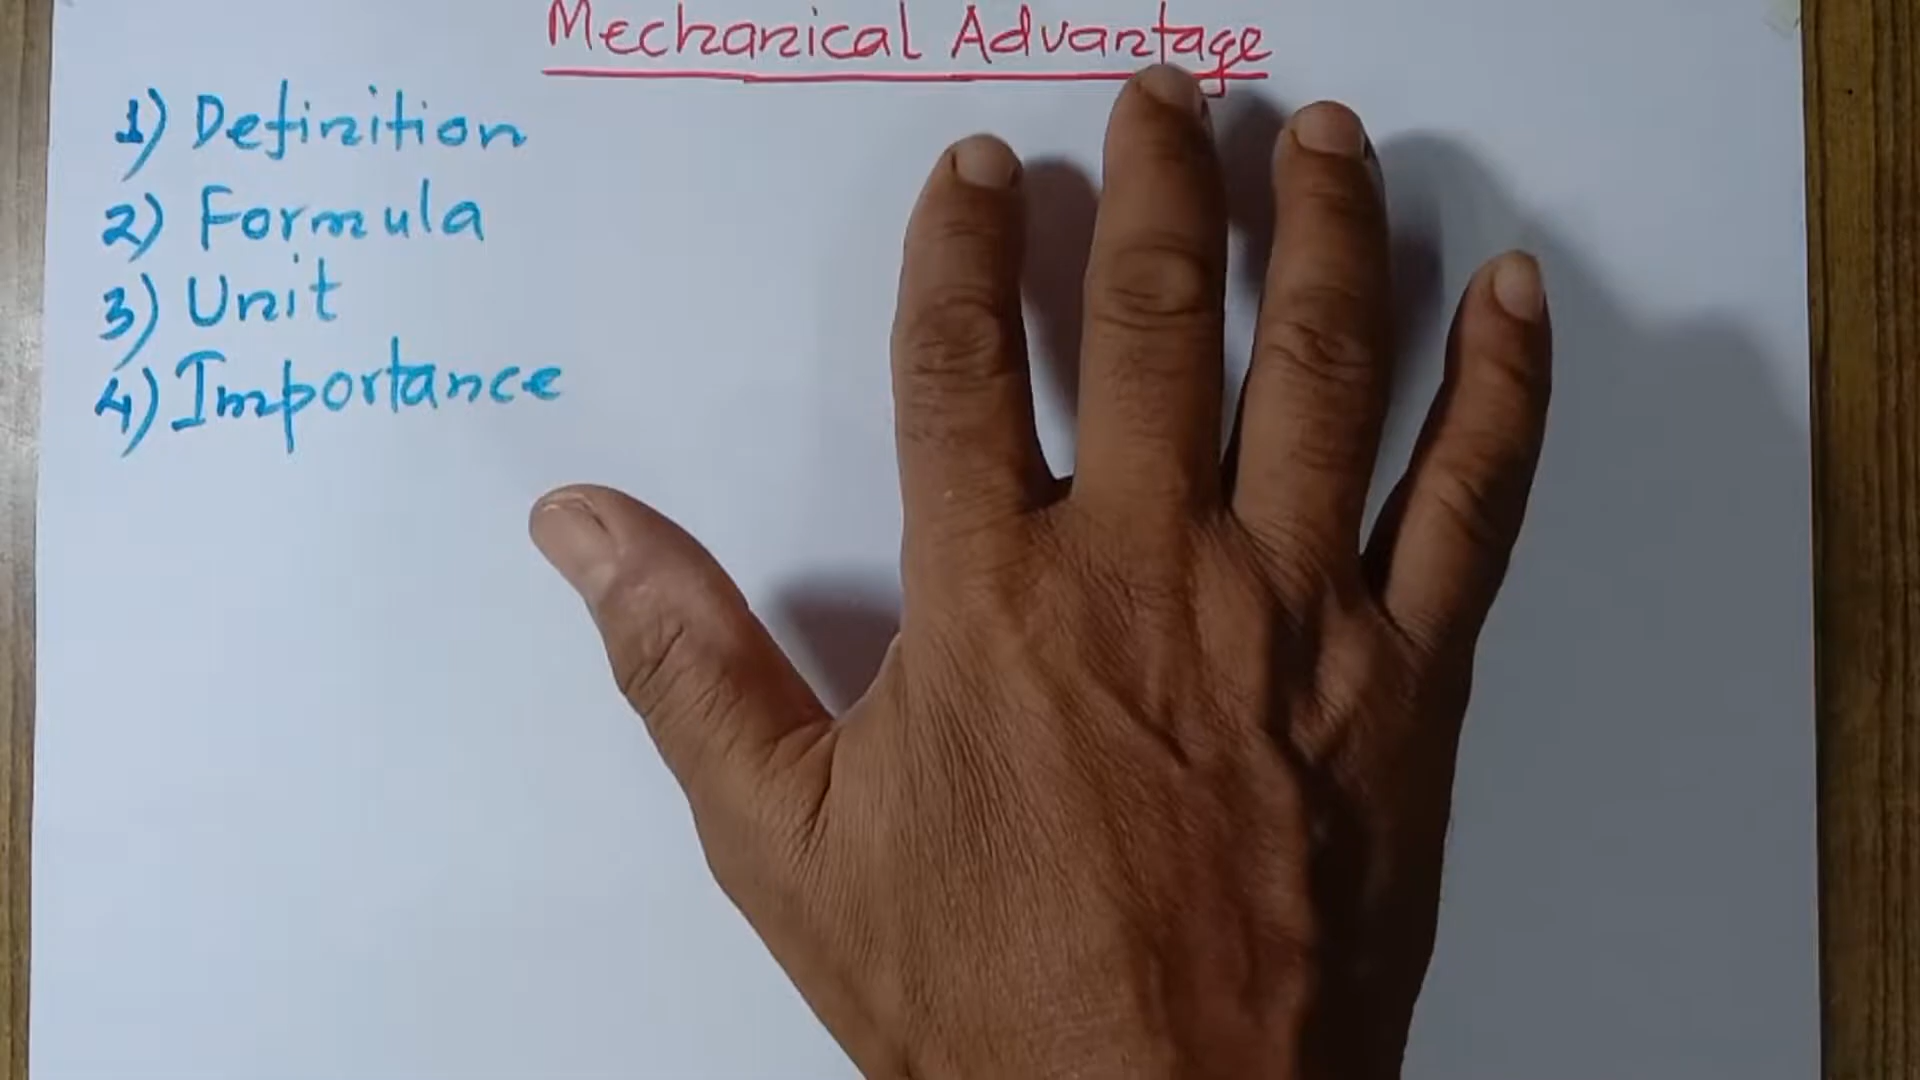 Mechanical Advantage
1) Definition
2) Formula
3) Unit
4) Importance